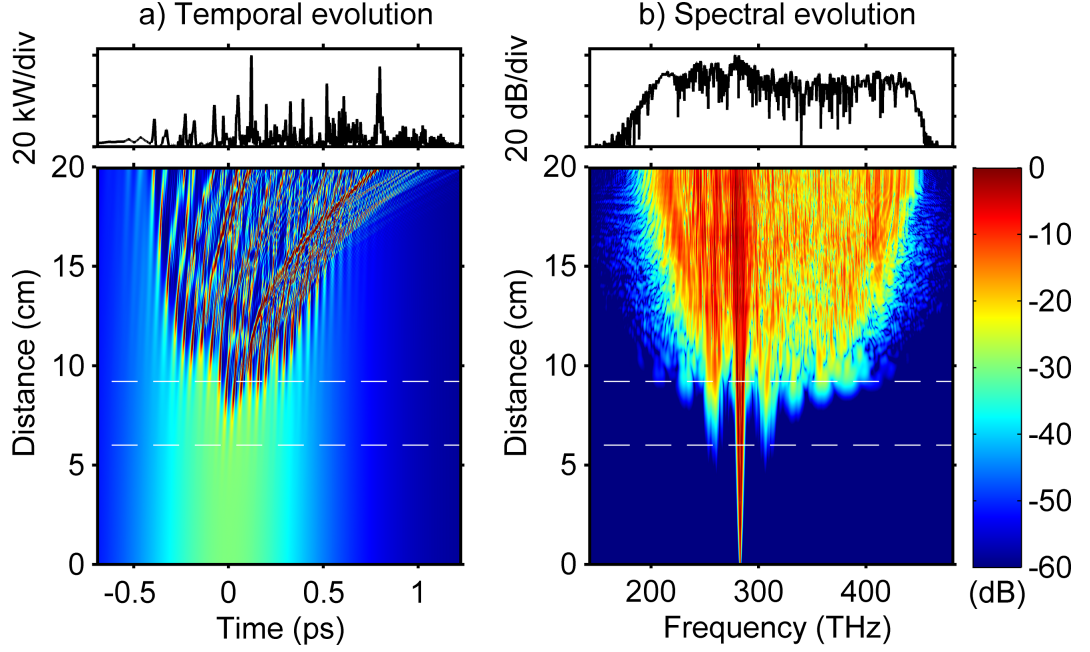 a) Temporal evolution
b) Spectral evolution
20 kW/div
20 dB/div
20
15
10
5
0
Distance (cm)
-0.5
0
0.5
1
Time (ps)
20
15
10
5
0
Distance (cm)
200
300
400
Frequency (THz)
0
-10
-20
-30
-40
-50
-60
(dB)